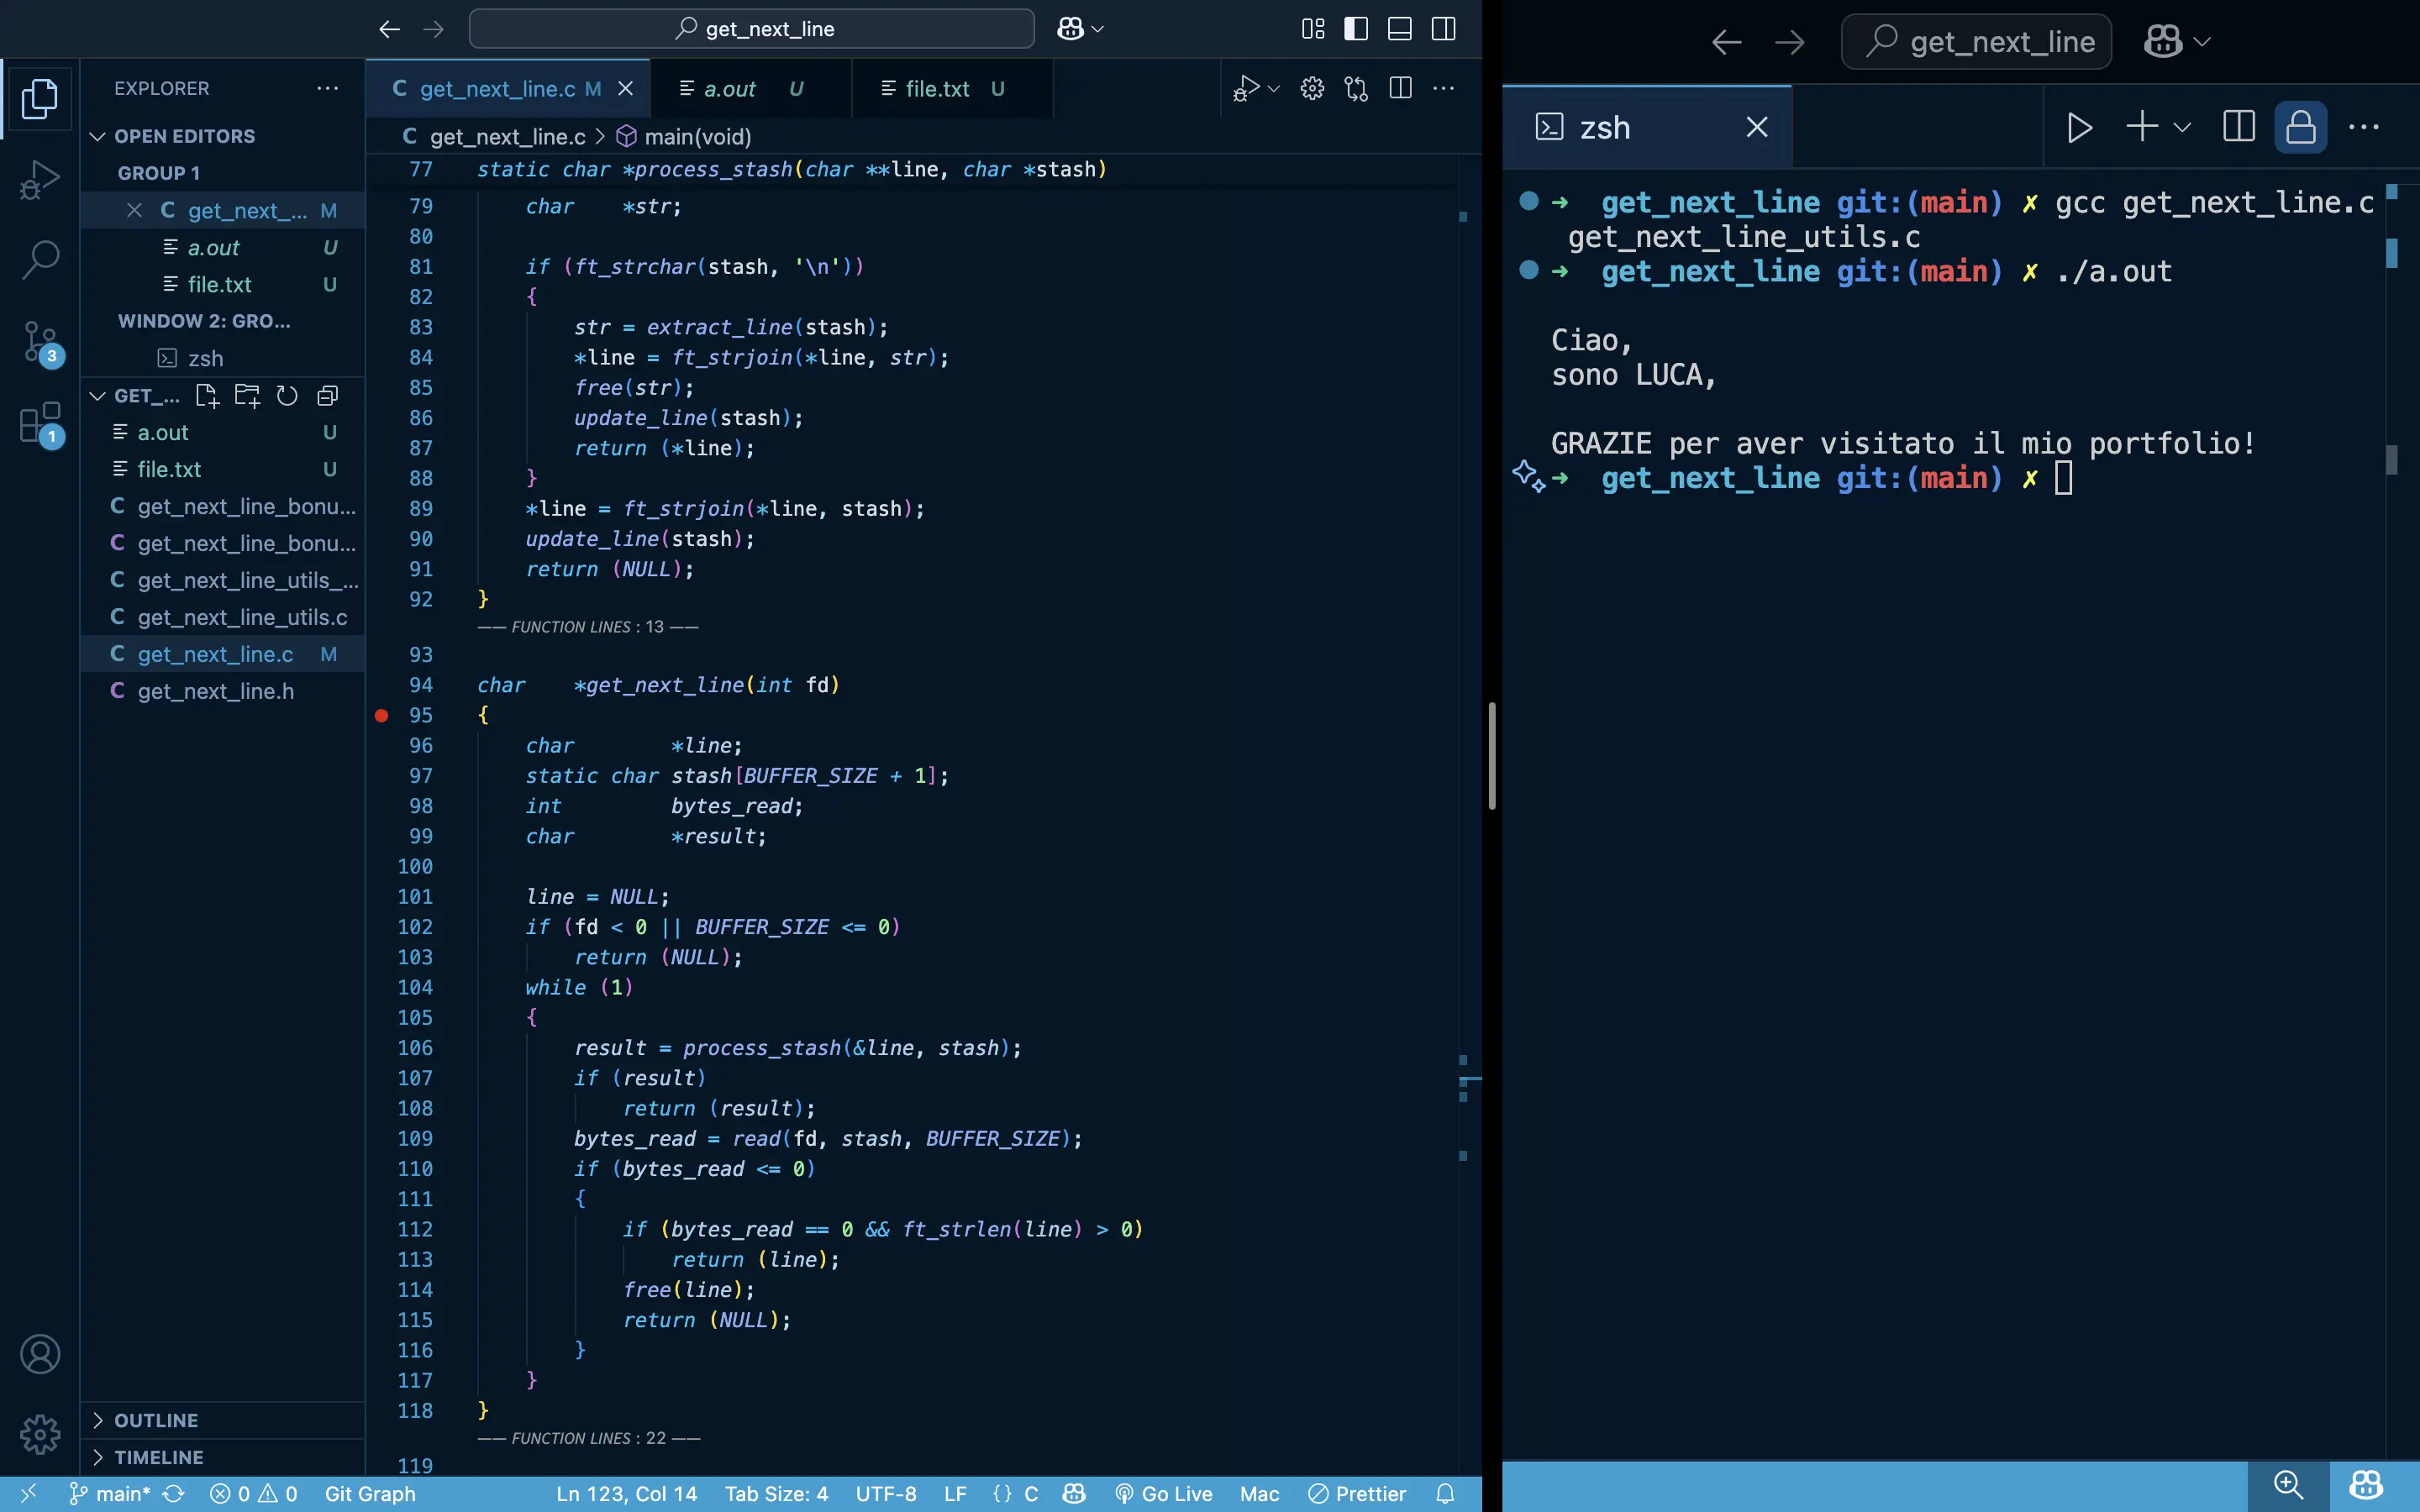 get_next_line
EXPLORER
OPEN EDITORS
GROUP 1
C get_next_... M
a.out U
file.txt U
WINDOW 2: GRO...
zsh
3
GET_...
1
a.out U
file.txt U
C get_next_line_bonu...
C get_next_line_bonu...
C get_next_line_utils_...
C get_next_line_utils.c
C get_next_line.c M
C get_next_line.h
OUTLINE
TIMELINE
C get_next_line.c M
a.out U
file.txt U
C get_next_line.c > main(void)
77 static char *process_stash(char **line, char *stash)
79 char *str;
80
81 if (ft_strchar(stash, '\n'))
82 {
83 str = extract_line(stash);
84 *line = ft_strjoin(*line, str);
85 free(str);
86 update_line(stash);
87 return (*line);
88 }
89 *line = ft_strjoin(*line, stash);
90 update_line(stash);
91 return (NULL);
92 }
—— FUNCTION LINES : 13 ——
93
94 char *get_next_line(int fd)
95 {
96 char *line;
97 static char stash[BUFFER_SIZE + 1];
98 int bytes_read;
99 char *result;
100
101 line = NULL;
102 if (fd < 0 || BUFFER_SIZE <= 0)
103 return (NULL);
104 while (1)
105 {
106 result = process_stash(&line, stash);
107 if (result)
108 return (result);
109 bytes_read = read(fd, stash, BUFFER_SIZE);
110 if (bytes_read <= 0)
111 {
112 if (bytes_read == 0 && ft_strlen(line) > 0)
113 return (line);
114 free(line);
115 return (NULL);
116 }
117 }
118 }
—— FUNCTION LINES : 22 ——
119
main* 0 0 Git Graph Ln 123, Col 14 Tab Size: 4 UTF-8 LF {} C Go Live Mac Prettier
get_next_line
zsh
➜ get_next_line git:(main) ✗ gcc get_next_line.c
get_next_line_utils.c
➜ get_next_line git:(main) ✗ ./a.out
Ciao,
sono LUCA,
GRAZIE per aver visitato il mio portfolio!
➜ get_next_line git:(main) ✗